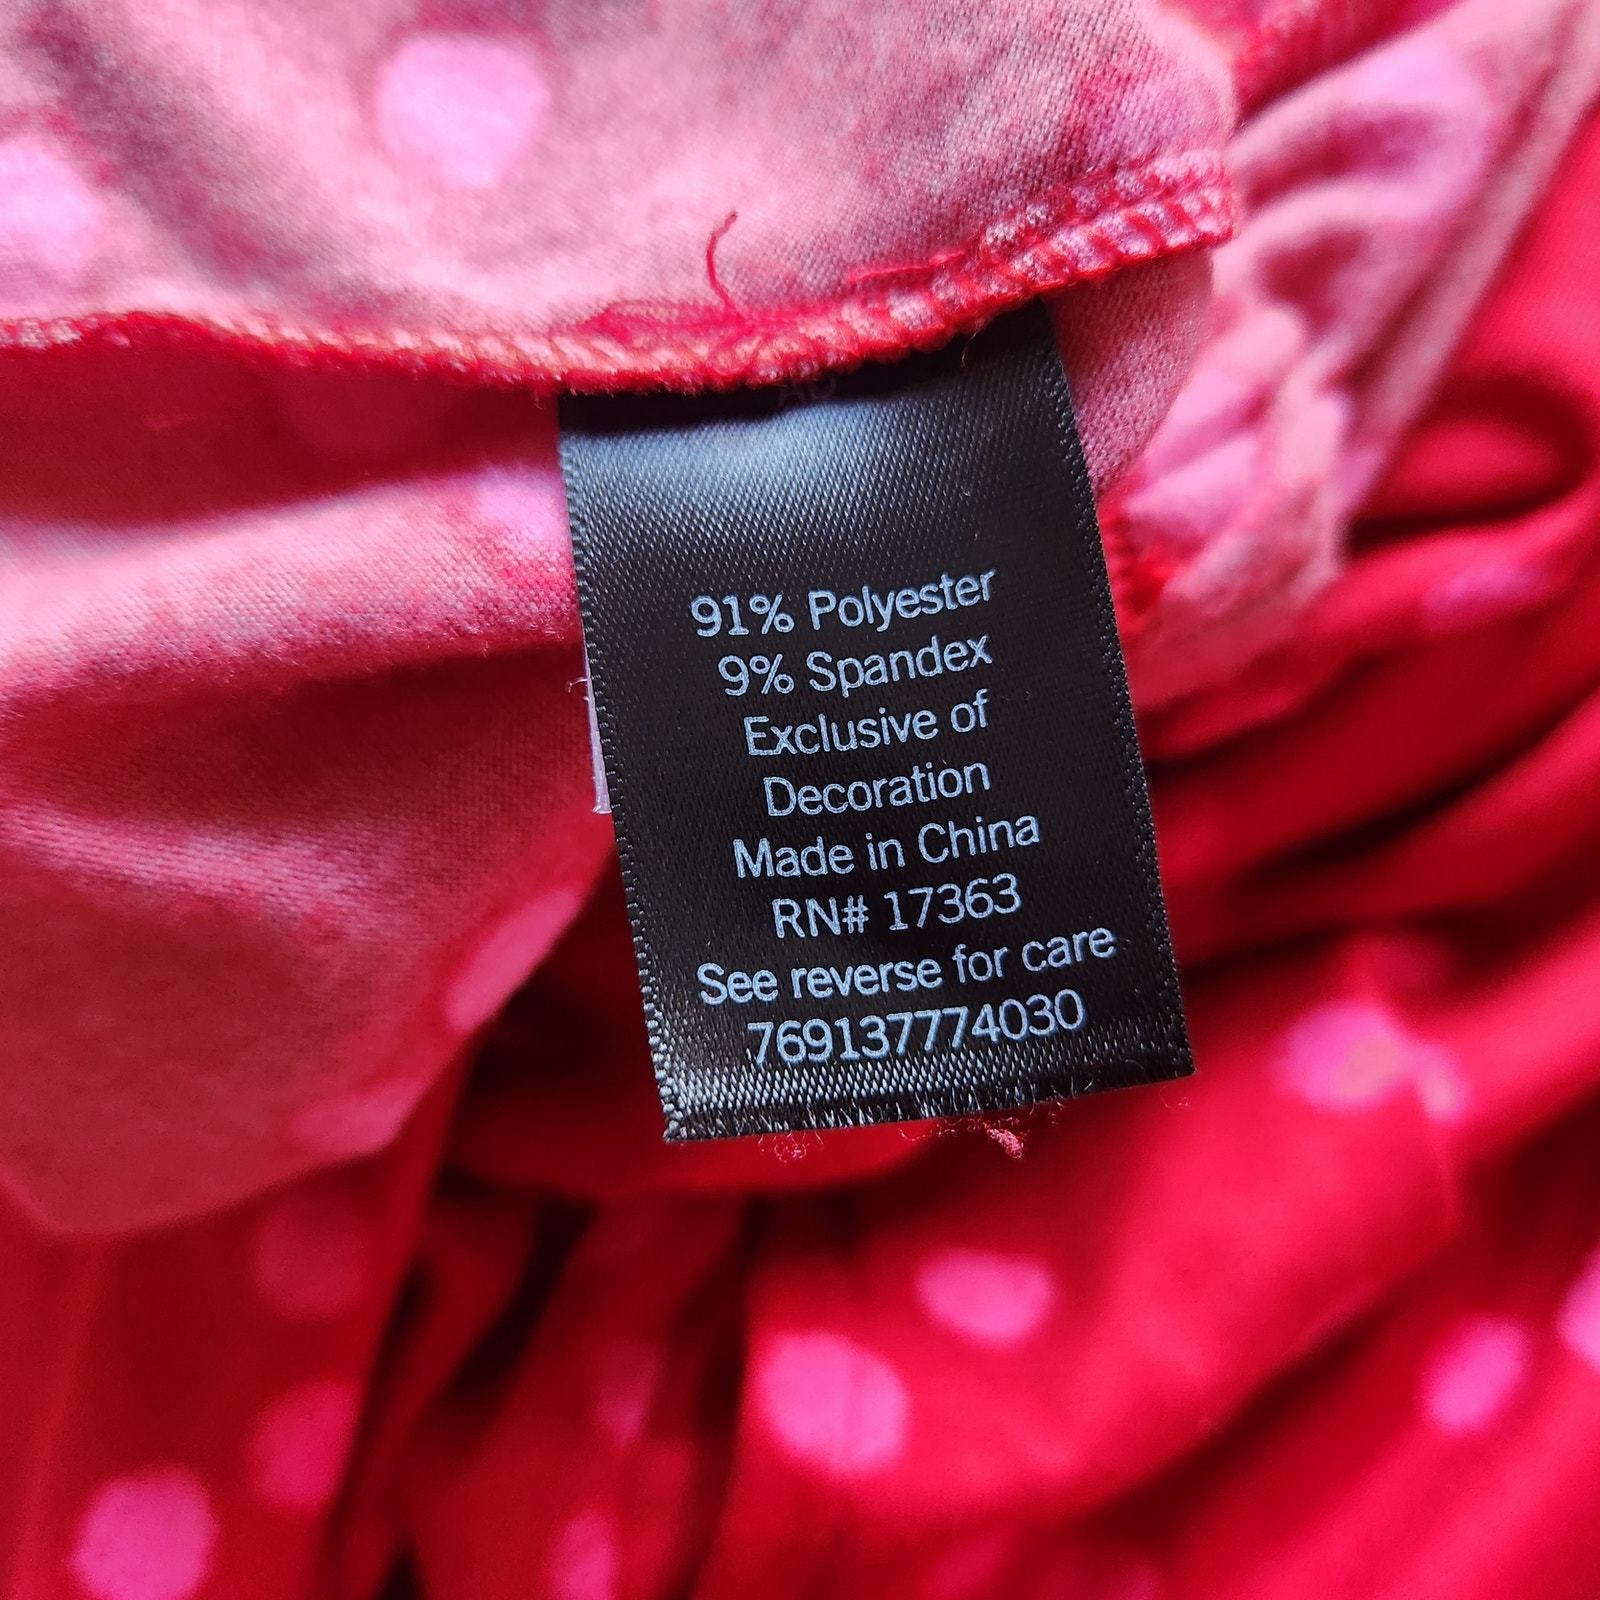 91% Polyester
9% Spandex
Exclusive of
Decoration
Made in China
RN# 17363
See reverse for care
769137774030